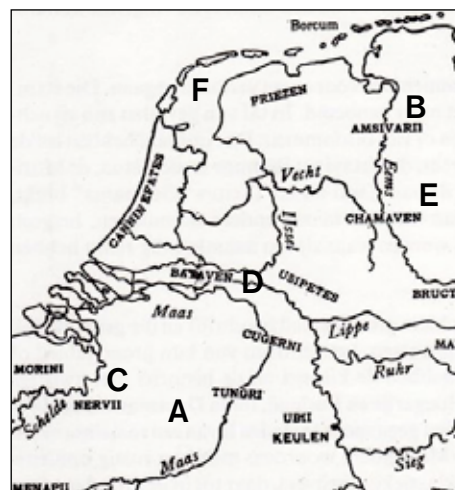 Borcum
F
FRIEZEN
B
AMSIVARII
CANNINEFATES
Vecht
Eems
E
CHAMAVEN
IJssel
BATAVEN
D
USIPETES
BRUCT
Maas
Lippe
CUGERNI
MA
Ruhr
MORINI
C
Schelde
NERVII
A
TUNGRI
UBII
KEULEN
Maas
Sieg
MENAPII